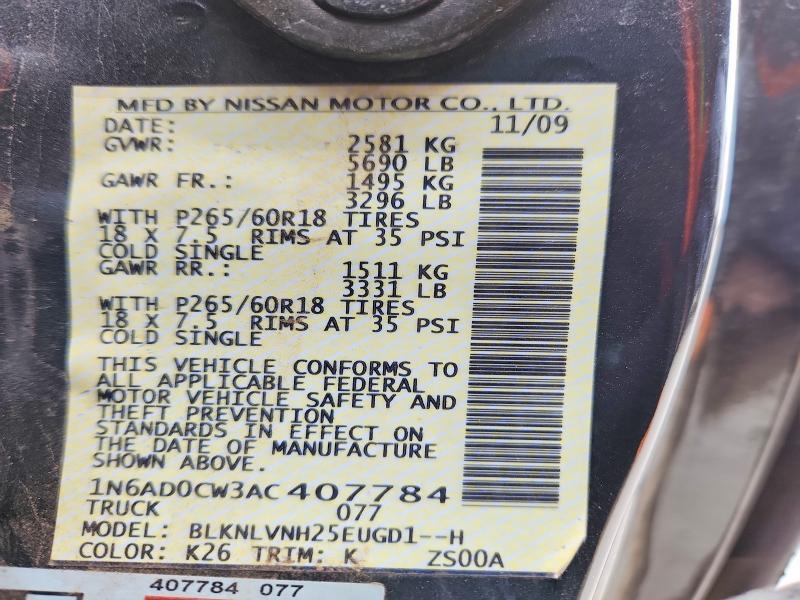 MFD BY NISSAN MOTOR CO., LTD.
DATE: 11/09
GVWR: 2581 KG
5690 LB
GAWR FR.: 1495 KG
3296 LB
WITH P265/60R18 TIRES
18 X 7.5 RIMS AT 35 PSI
COLD SINGLE
GAWR RR.: 1511 KG
3331 LB
WITH P265/60R18 TIRES
18 X 7.5 RIMS AT 35 PSI
COLD SINGLE
THIS VEHICLE CONFORMS TO
ALL APPLICABLE FEDERAL
MOTOR VEHICLE SAFETY AND
THEFT PREVENTION
STANDARDS IN EFFECT ON
THE DATE OF MANUFACTURE
SHOWN ABOVE.
1N6AD0CW3AC407784
TRUCK 077
MODEL: BLKNLVNH25EUGD1--H
COLOR: K26 TRIM: K ZS00A
407784 077